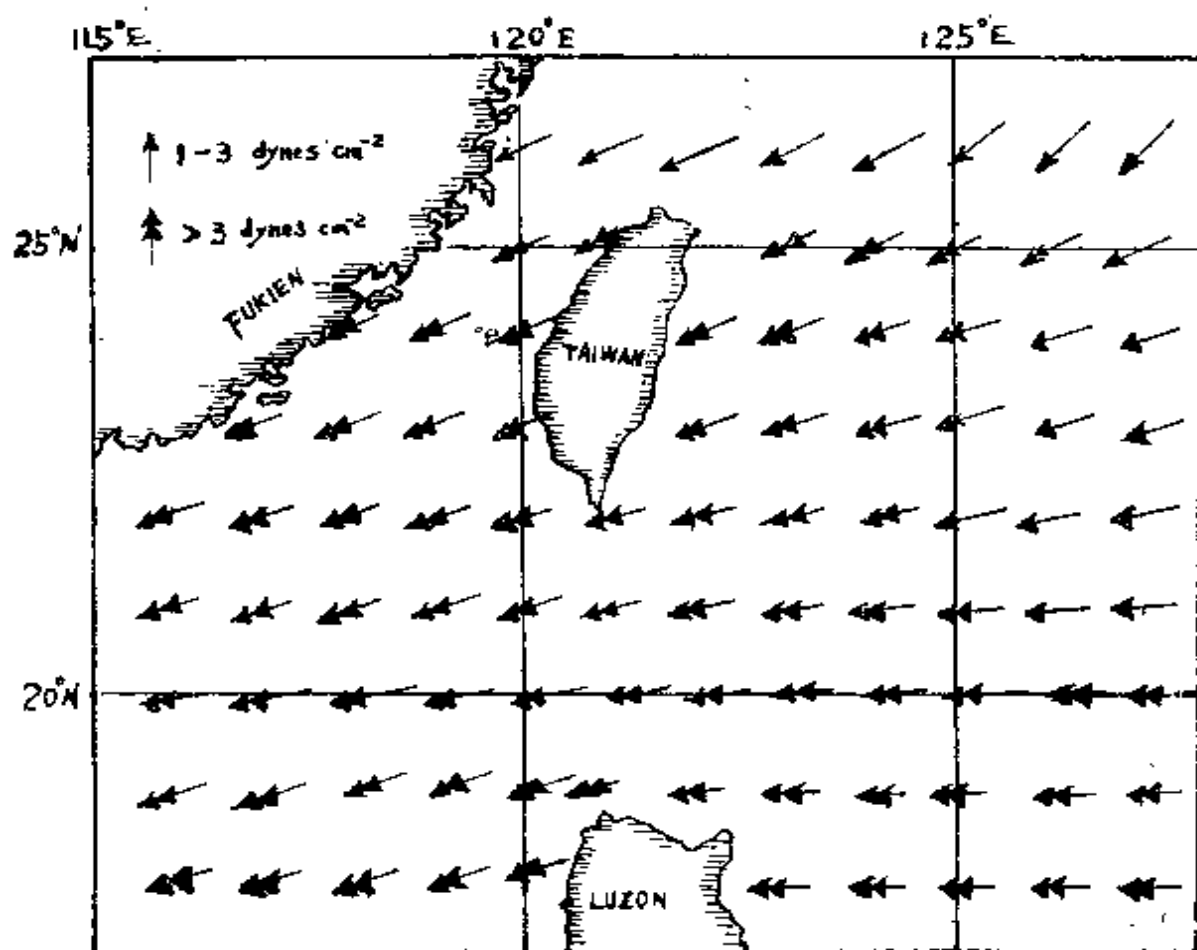 115°E 120°E 125°E
1-3 dynes cm⁻²
> 3 dynes cm⁻²
25°N
FUKIEN
TAIWAN
20°N
LUZON